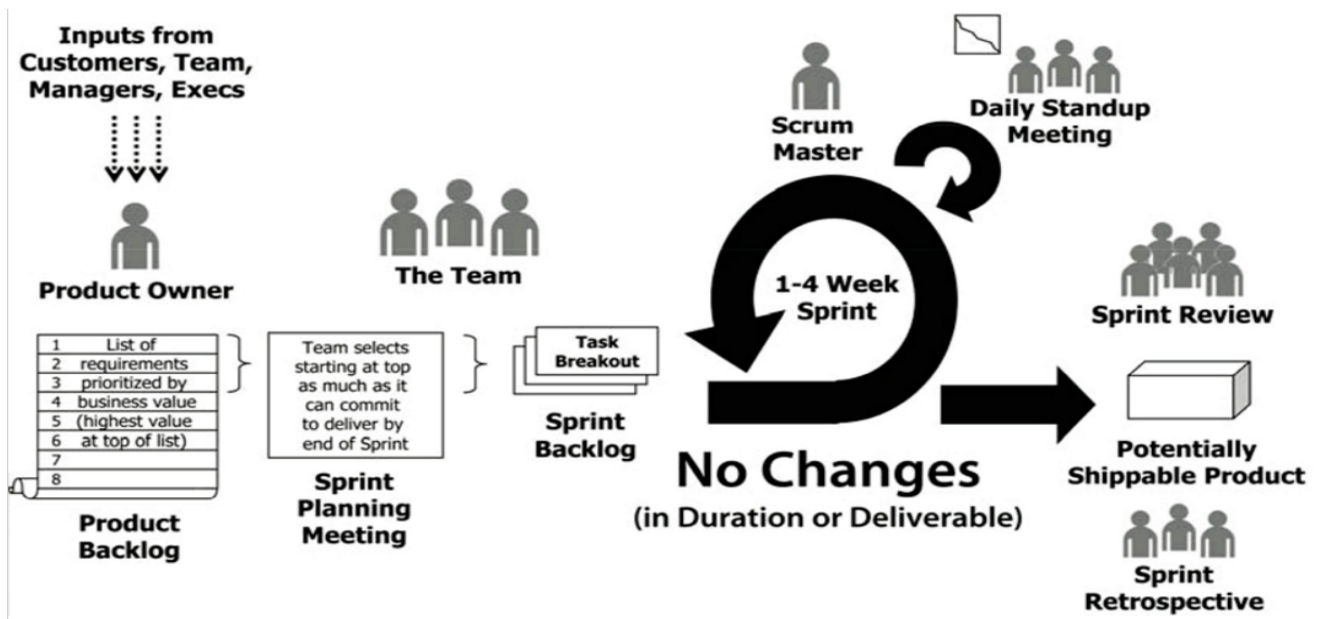 Inputs from
Customers, Team,
Managers, Execs
Product Owner
The Team
Scrum
Master
Daily Standup
Meeting
1 List of
2 requirements
3 prioritized by
4 business value
5 (highest value
6 at top of list)
7
8
Product
Backlog
Team selects
starting at top
as much as it
can commit
to deliver by
end of Sprint
Sprint
Planning
Meeting
Task
Breakout
Sprint
Backlog
1-4 Week
Sprint
No Changes
(in Duration or Deliverable)
Sprint Review
Potentially
Shippable Product
Sprint
Retrospective